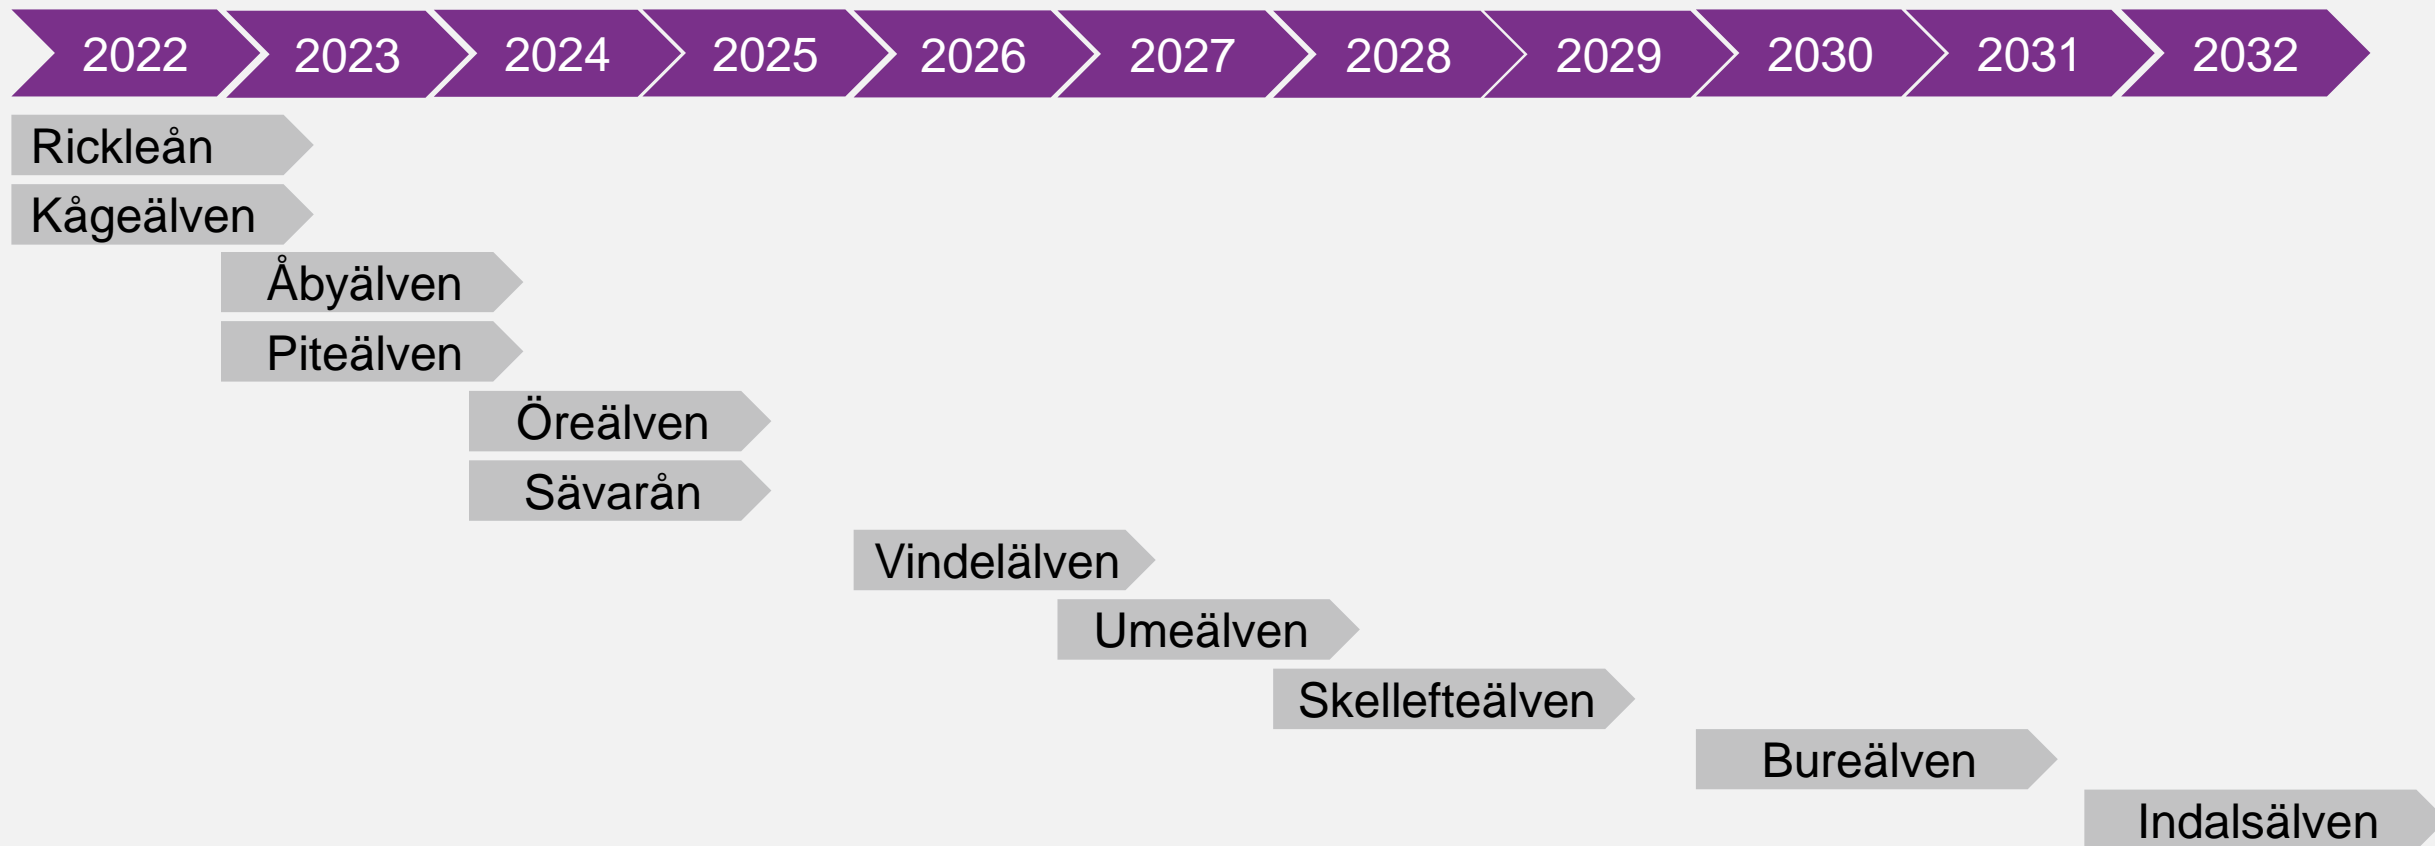 2022 2023 2024 2025 2026 2027 2028 2029 2030 2031 2032
Rickleån
Kågeälven
Åbyälven
Piteälven
Öreälven
Sävarån
Vindelälven
Umeälven
Skellefteälven
Bureälven
Indalsälven